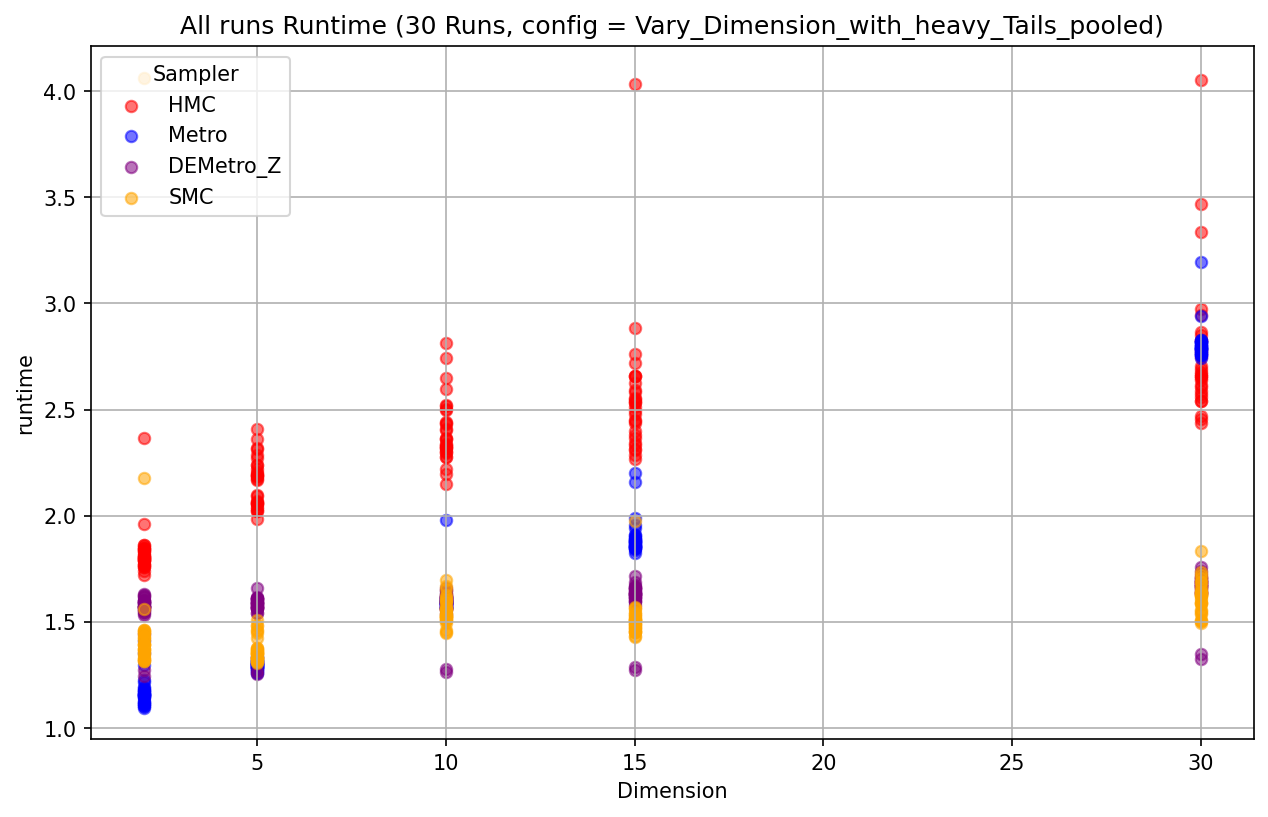 All runs Runtime (30 Runs, config = Vary_Dimension_with_heavy_Tails_pooled)
Sampler
HMC
Metro
DEMetro_Z
SMC
4.0
3.5
3.0
2.5
2.0
1.5
1.0
runtime
5 10 15 20 25 30
Dimension